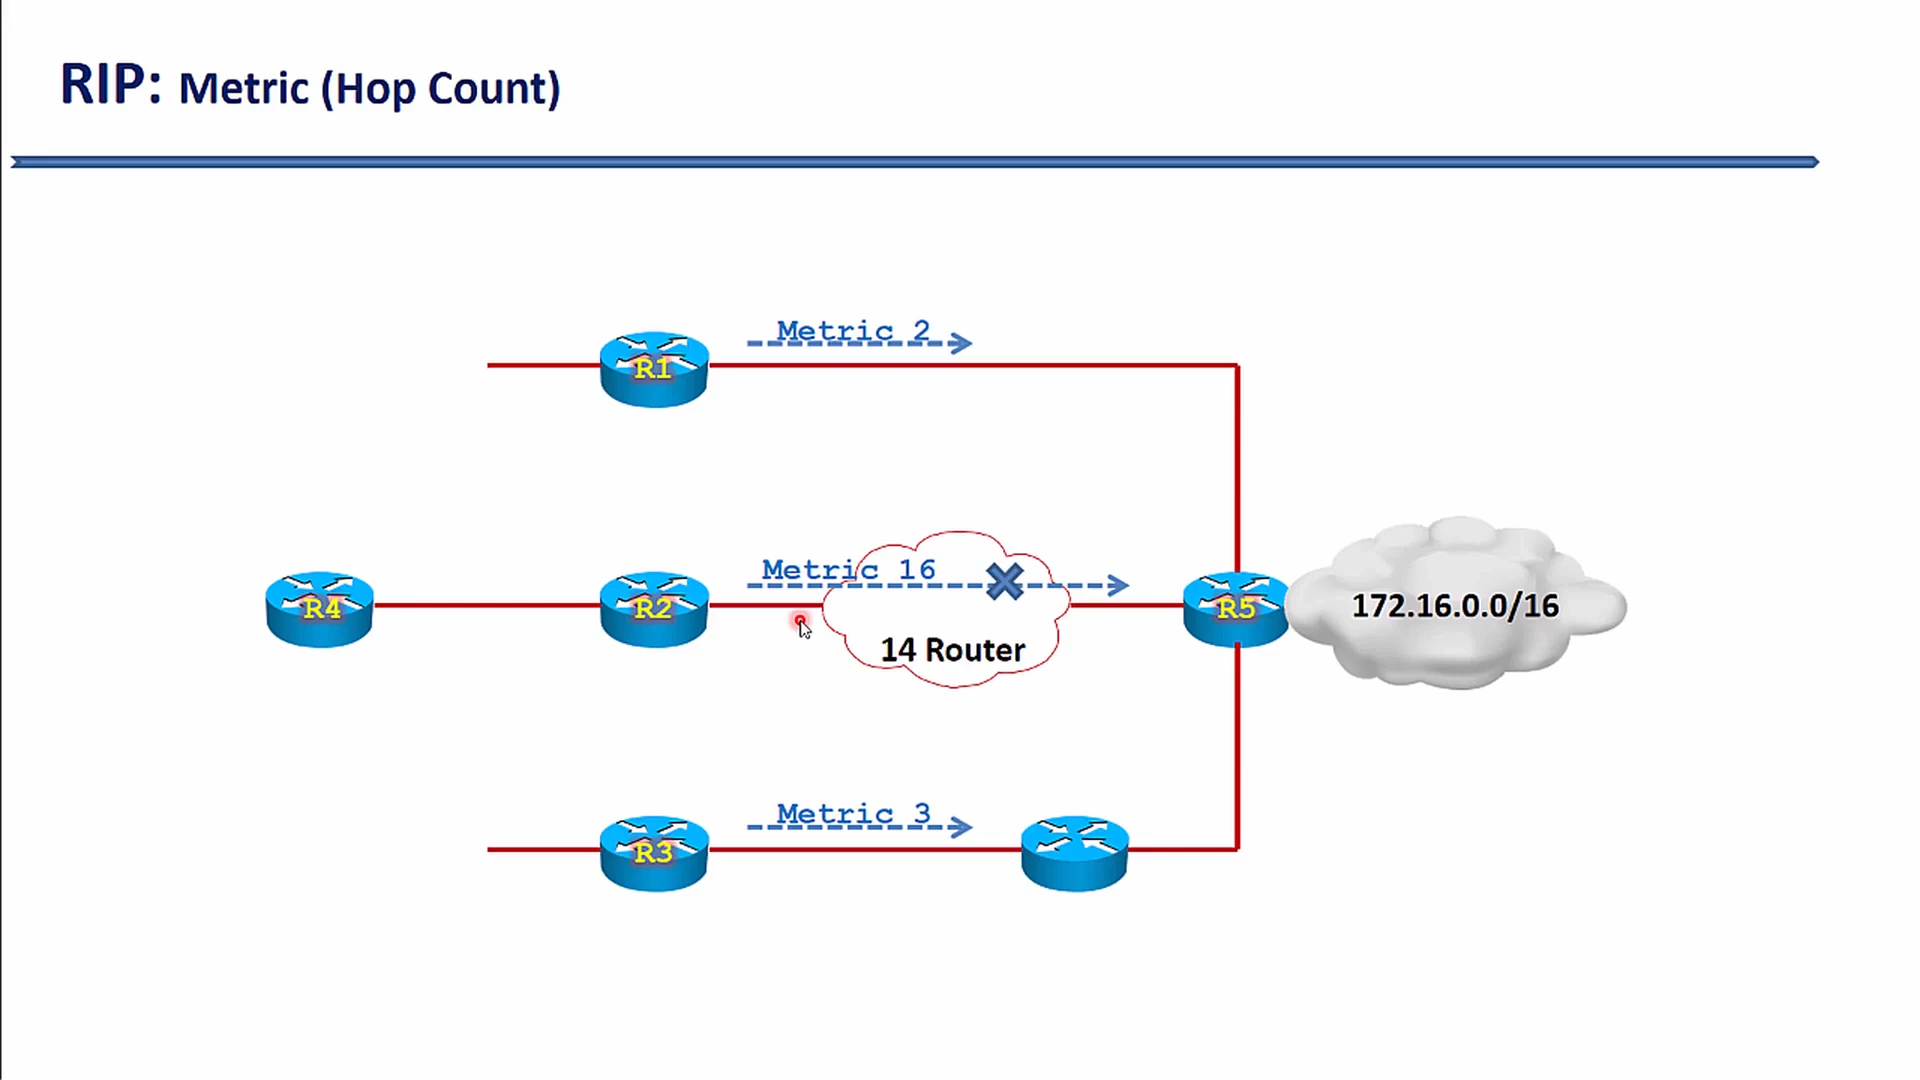 RIP: Metric (Hop Count)
Metric 2
R1
Metric 16
R4
R2
14 Router
R5
172.16.0.0/16
Metric 3
R3